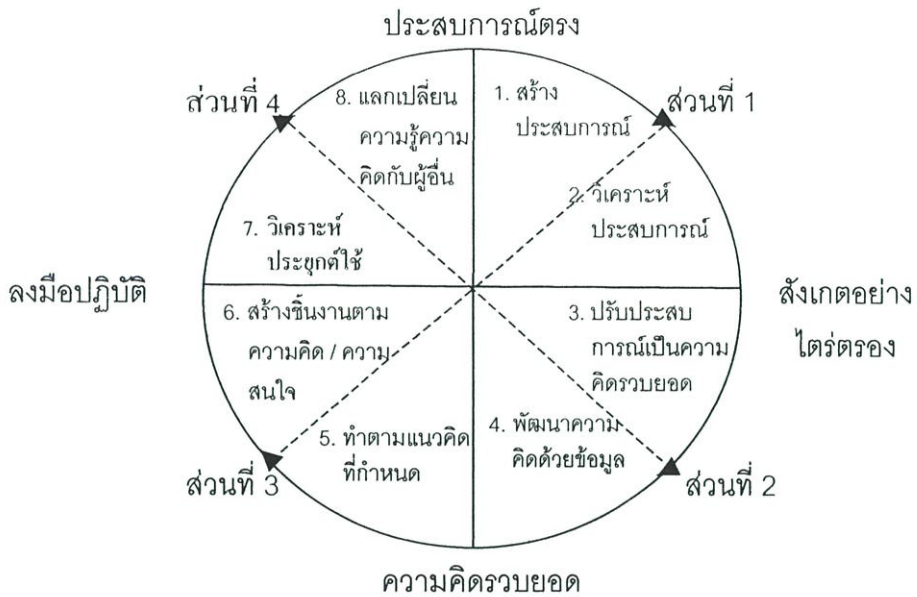 ประสบการณ์ตรง
ส่วนที่ 4
8. แลกเปลี่ยน
ความรู้ความ
คิดกับผู้อื่น
1. สร้าง
ประสบการณ์
ส่วนที่ 1
2. วิเคราะห์
ประสบการณ์
7. วิเคราะห์
ประยุกต์ใช้
ลงมือปฏิบัติ
สังเกตอย่าง
ไตร่ตรอง
6. สร้างชิ้นงานตาม
ความคิด / ความ
สนใจ
3. ปรับประสบ
การณ์เป็นความ
คิดรวบยอด
5. ทำตามแนวคิด
ที่กำหนด
4. พัฒนาความ
คิดด้วยข้อมูล
ส่วนที่ 3
ส่วนที่ 2
ความคิดรวบยอด